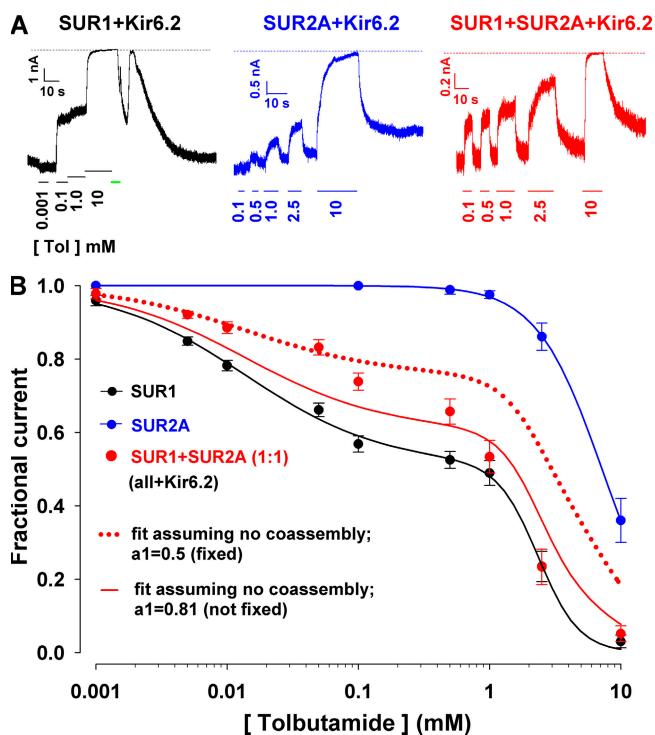 A
SUR1+Kir6.2
SUR2A+Kir6.2
SUR1+SUR2A+Kir6.2
1 nA
10 s
0.5 nA
10 s
0.2 nA
10 s
0.001
0.1
1.0
10
0.1
0.5
1.0
2.5
10
0.1
0.5
1.0
2.5
10
[ Tol ] mM
B
Fractional current
1.0
0.8
0.6
0.4
0.2
0.0
SUR1
SUR2A
SUR1+SUR2A (1:1)
(all+Kir6.2)
fit assuming no coassembly;
a1=0.5 (fixed)
fit assuming no coassembly;
a1=0.81 (not fixed)
0.001
0.01
0.1
1
10
[ Tolbutamide ] (mM)